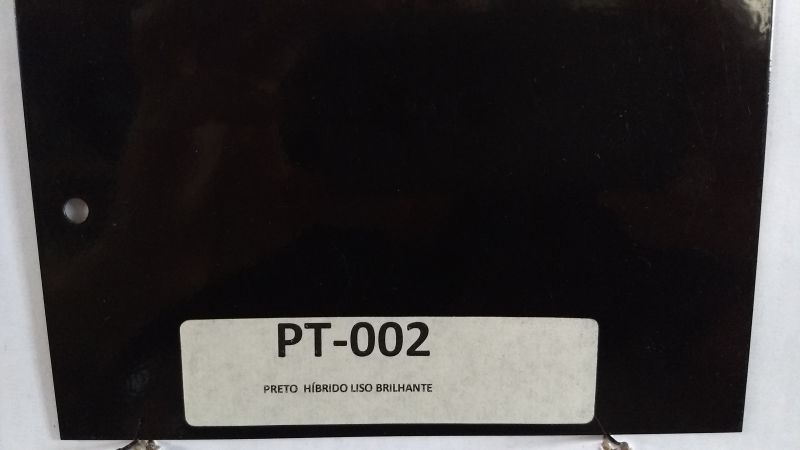 PT-002
PRETO HÍBRIDO LISO BRILHANTE